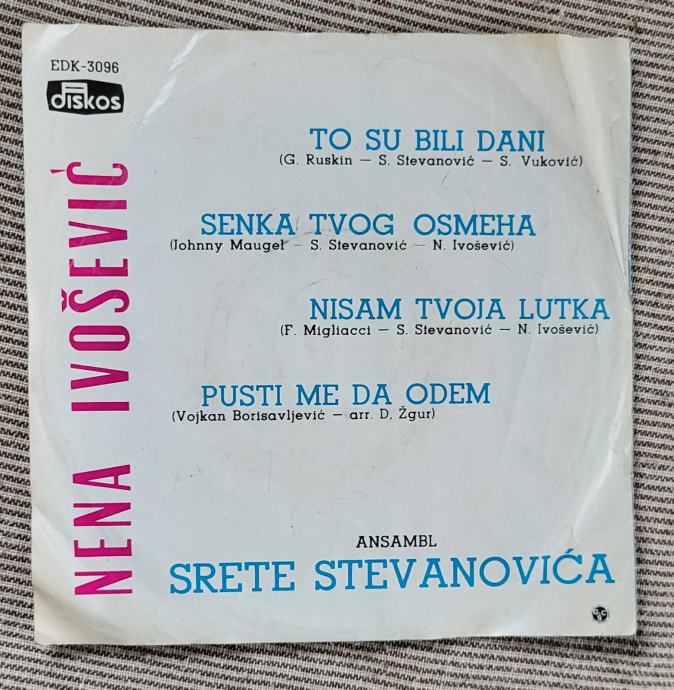 EDK-3096
diskos
NENA IVOŠEVIĆ
TO SU BILI DANI
(G. Ruskin — S. Stevanović — S. Vuković)
SENKA TVOG OSMEHA
(Johnny Maugel — S. Stevanović — N. Ivošević)
NISAM TVOJA LUTKA
(F. Migliacci — S. Stevanović — N. Ivošević)
PUSTI ME DA ODEM
(Vojkan Borisavljević — arr. D. Žgur)
ANSAMBL
SRETE STEVANOVIĆA